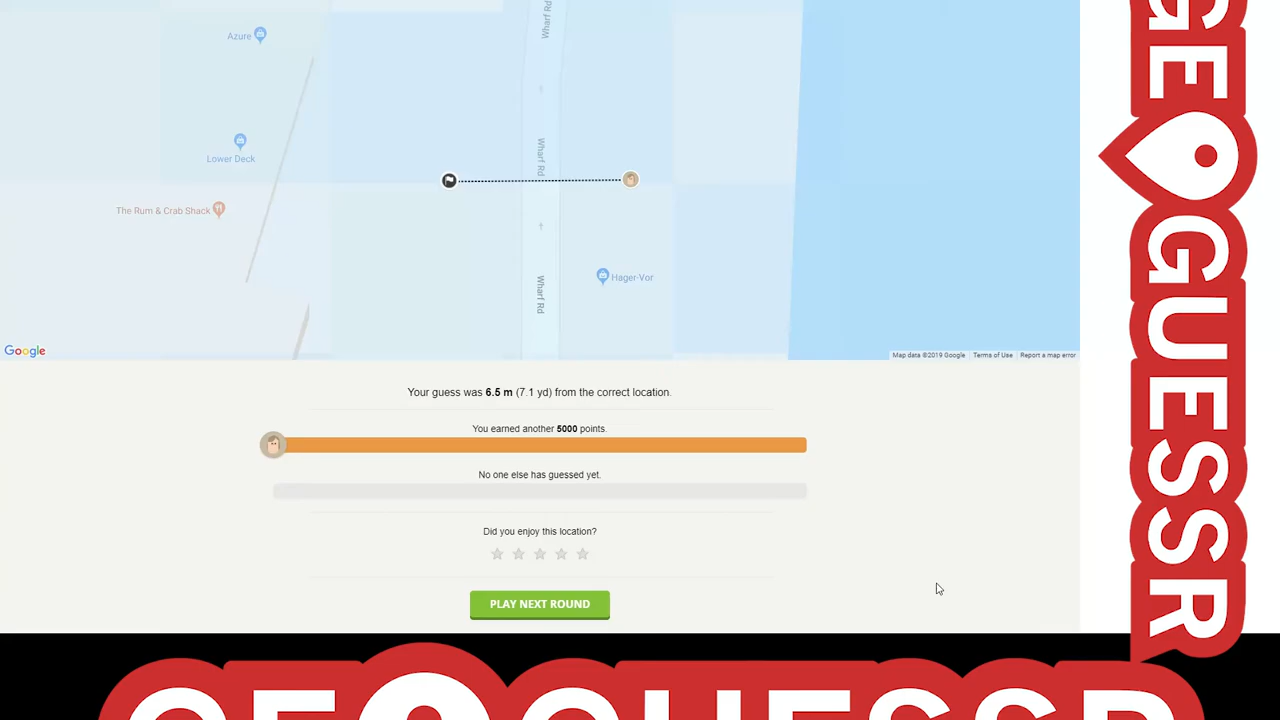 Wharf Rd
Azure
Wharf Rd
Lower Deck
The Rum & Crab Shack
Hager-Vor
Wharf Rd
Google
Map data ©2019 Google Terms of Use Report a map error
Your guess was 6.5 m (7.1 yd) from the correct location.
You earned another 5000 points.
No one else has guessed yet.
Did you enjoy this location?
PLAY NEXT ROUND
GEOGUESSR
GEOGUESSR